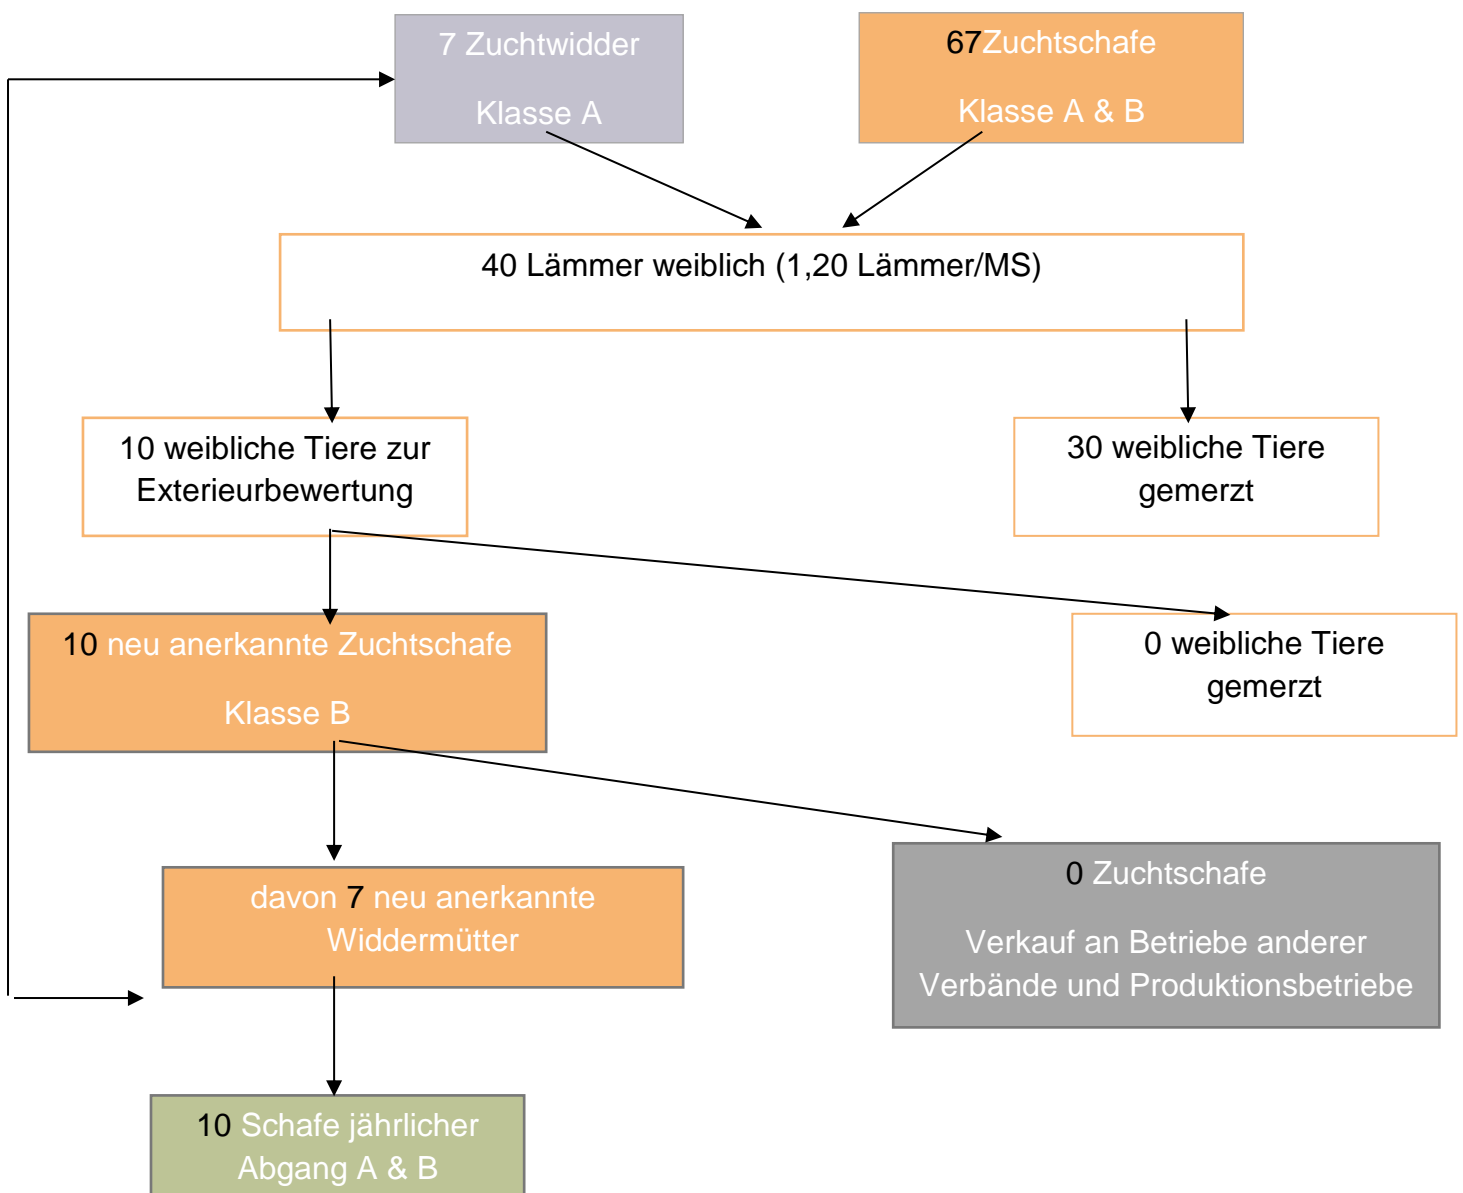 7 Zuchtwidder
Klasse A
67Zuchtschafe
Klasse A & B
40 Lämmer weiblich (1,20 Lämmer/MS)
10 weibliche Tiere zur
Exterieurbewertung
30 weibliche Tiere
gemerzt
10 neu anerkannte Zuchtschafe
Klasse B
0 weibliche Tiere
gemerzt
davon 7 neu anerkannte
Widdermütter
0 Zuchtschafe
Verkauf an Betriebe anderer
Verbände und Produktionsbetriebe
10 Schafe jährlicher
Abgang A & B